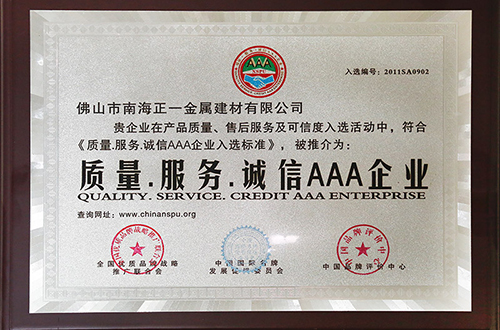 AAA
XNPU
入选编号：2011SA0902
佛山市南海正一金属建材有限公司
贵企业在产品质量、售后服务及可信度入选活动中，符合
《质量.服务.诚信AAA企业入选标准》，被推介为：
质量.服务.诚信AAA企业
QUALITY. SERVICE. CREDIT AAA ENTERPRISE
查询网址：www.chinanspu.org
全国优质品牌战略
推广联合会
中国国际名牌
发展促进委员会
中国品牌评价中心